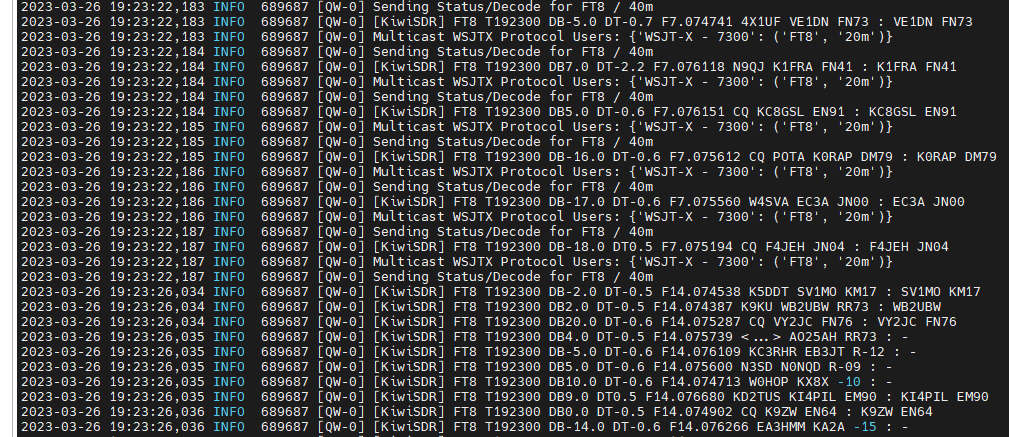 2023-03-26 19:23:22,183 INFO 689687 [QW-0] Sending Status/Decode for FT8 / 40m
2023-03-26 19:23:22,183 INFO 689687 [QW-0] [KiwiSDR] FT8 T192300 DB-5.0 DT-0.7 F7.074741 4X1UF VE1DN FN73 : VE1DN FN73
2023-03-26 19:23:22,183 INFO 689687 [QW-0] Multicast WSJTX Protocol Users: {'WSJT-X - 7300': ('FT8', '20m')}
2023-03-26 19:23:22,184 INFO 689687 [QW-0] Sending Status/Decode for FT8 / 40m
2023-03-26 19:23:22,184 INFO 689687 [QW-0] [KiwiSDR] FT8 T192300 DB7.0 DT-2.2 F7.076118 N9QJ K1FRA FN41 : K1FRA FN41
2023-03-26 19:23:22,184 INFO 689687 [QW-0] Multicast WSJTX Protocol Users: {'WSJT-X - 7300': ('FT8', '20m')}
2023-03-26 19:23:22,184 INFO 689687 [QW-0] Sending Status/Decode for FT8 / 40m
2023-03-26 19:23:22,184 INFO 689687 [QW-0] [KiwiSDR] FT8 T192300 DB5.0 DT-0.6 F7.076151 CQ KC8GSL EN91 : KC8GSL EN91
2023-03-26 19:23:22,185 INFO 689687 [QW-0] Multicast WSJTX Protocol Users: {'WSJT-X - 7300': ('FT8', '20m')}
2023-03-26 19:23:22,185 INFO 689687 [QW-0] Sending Status/Decode for FT8 / 40m
2023-03-26 19:23:22,185 INFO 689687 [QW-0] [KiwiSDR] FT8 T192300 DB-16.0 DT-0.6 F7.075612 CQ POTA K0RAP DM79 : K0RAP DM79
2023-03-26 19:23:22,186 INFO 689687 [QW-0] Multicast WSJTX Protocol Users: {'WSJT-X - 7300': ('FT8', '20m')}
2023-03-26 19:23:22,186 INFO 689687 [QW-0] Sending Status/Decode for FT8 / 40m
2023-03-26 19:23:22,186 INFO 689687 [QW-0] [KiwiSDR] FT8 T192300 DB-17.0 DT-0.6 F7.075560 W4SVA EC3A JN00 : EC3A JN00
2023-03-26 19:23:22,186 INFO 689687 [QW-0] Multicast WSJTX Protocol Users: {'WSJT-X - 7300': ('FT8', '20m')}
2023-03-26 19:23:22,187 INFO 689687 [QW-0] Sending Status/Decode for FT8 / 40m
2023-03-26 19:23:22,187 INFO 689687 [QW-0] [KiwiSDR] FT8 T192300 DB-18.0 DT0.5 F7.075194 CQ F4JEH JN04 : F4JEH JN04
2023-03-26 19:23:22,187 INFO 689687 [QW-0] Multicast WSJTX Protocol Users: {'WSJT-X - 7300': ('FT8', '20m')}
2023-03-26 19:23:22,187 INFO 689687 [QW-0] Sending Status/Decode for FT8 / 40m
2023-03-26 19:23:26,034 INFO 689687 [QW-0] [KiwiSDR] FT8 T192300 DB-2.0 DT-0.5 F14.074538 K5DDT SV1MO KM17 : SV1MO KM17
2023-03-26 19:23:26,034 INFO 689687 [QW-0] [KiwiSDR] FT8 T192300 DB2.0 DT-0.5 F14.074387 K9KU WB2UBW RR73 : WB2UBW
2023-03-26 19:23:26,034 INFO 689687 [QW-0] [KiwiSDR] FT8 T192300 DB20.0 DT-0.6 F14.075287 CQ VY2JC FN76 : VY2JC FN76
2023-03-26 19:23:26,035 INFO 689687 [QW-0] [KiwiSDR] FT8 T192300 DB4.0 DT-0.5 F14.075739 <...> AO25AH RR73 : -
2023-03-26 19:23:26,035 INFO 689687 [QW-0] [KiwiSDR] FT8 T192300 DB-5.0 DT-0.5 F14.076109 KC3RHR EB3JT R-12 : -
2023-03-26 19:23:26,035 INFO 689687 [QW-0] [KiwiSDR] FT8 T192300 DB5.0 DT-0.5 F14.075600 N3SD N0NQD R-09 : -
2023-03-26 19:23:26,035 INFO 689687 [QW-0] [KiwiSDR] FT8 T192300 DB10.0 DT-0.6 F14.074713 W0HOP KX8X -10 : -
2023-03-26 19:23:26,035 INFO 689687 [QW-0] [KiwiSDR] FT8 T192300 DB9.0 DT0.5 F14.076680 KD2TUS KI4PIL EM90 : KI4PIL EM90
2023-03-26 19:23:26,036 INFO 689687 [QW-0] [KiwiSDR] FT8 T192300 DB0.0 DT-0.5 F14.074902 CQ K9ZW EN64 : K9ZW EN64
2023-03-26 19:23:26,036 INFO 689687 [QW-0] [KiwiSDR] FT8 T192300 DB-14.0 DT-0.6 F14.076266 EA3HMM KA2A -15 : -